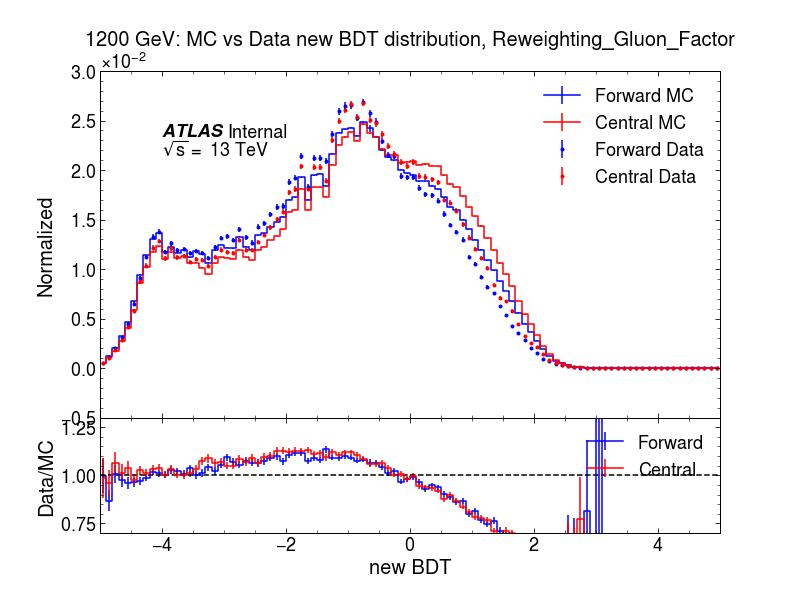 1200 GeV: MC vs Data new BDT distribution, Reweighting_Gluon_Factor
×10⁻²
3.0
2.5
2.0
1.5
1.0
0.5
0.0
0.5
Normalized
ATLAS Internal
√s = 13 TeV
Forward MC
Central MC
Forward Data
Central Data
1.25
1.00
0.75
Data/MC
Forward
Central
−4 −2 0 2 4
new BDT